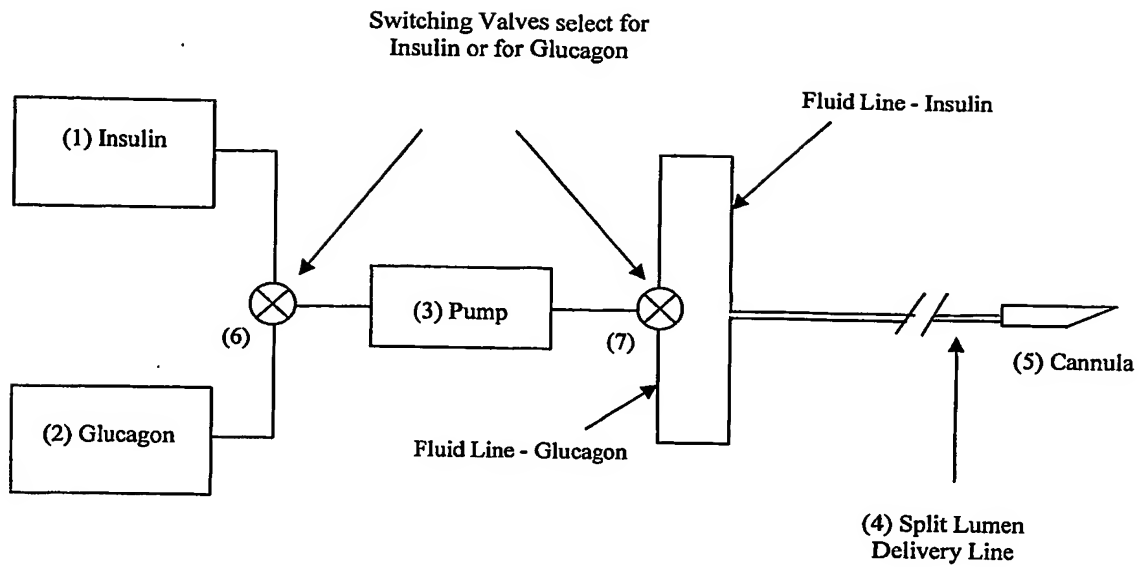 Switching Valves select for
Insulin or for Glucagon
Fluid Line - Insulin
(1) Insulin
(3) Pump
(6)
(7)
(5) Cannula
(2) Glucagon
Fluid Line - Glucagon
(4) Split Lumen
Delivery Line